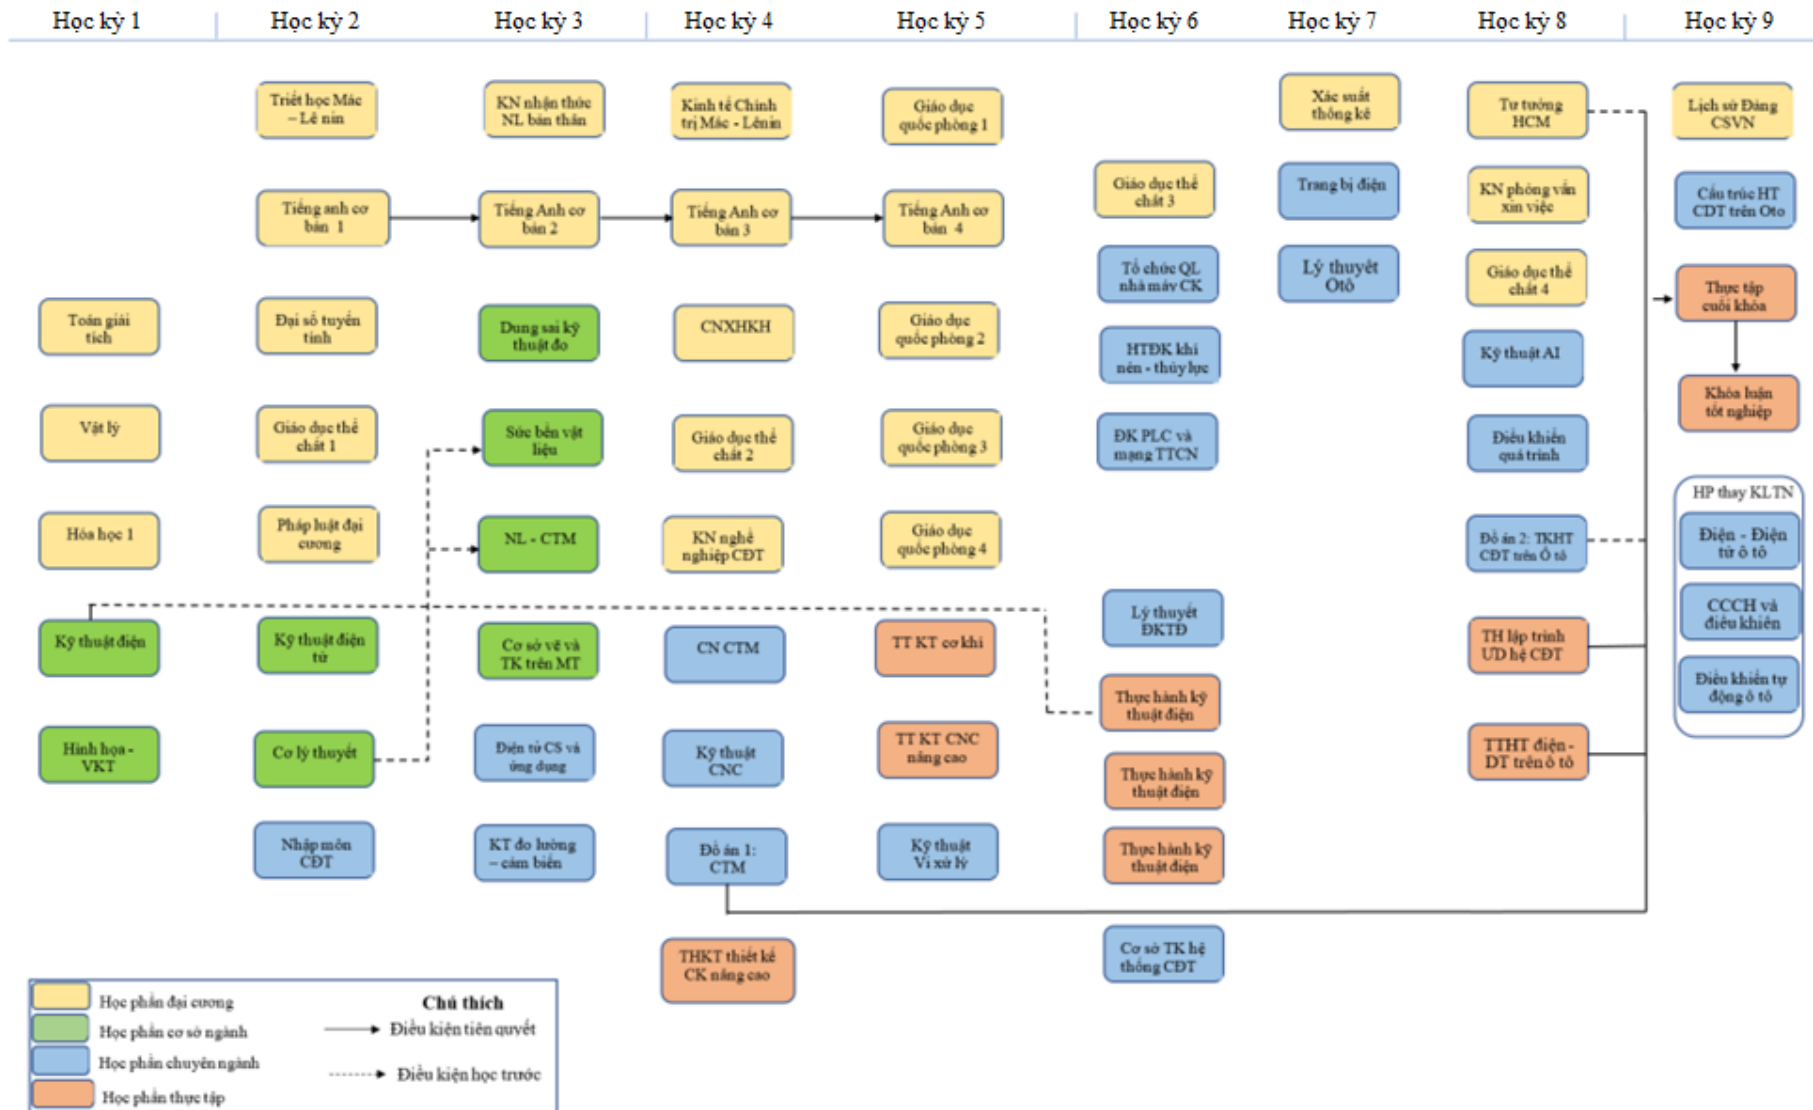 Học kỳ 1
Học kỳ 2
Học kỳ 3
Học kỳ 4
Học kỳ 5
Học kỳ 6
Học kỳ 7
Học kỳ 8
Học kỳ 9
Toán giải
tích
Vật lý
Hóa học 1
Kỹ thuật điện
Hình họa -
VKT
Triết học Mác
– Lê nin
Tiếng anh cơ
bản 1
Đại số tuyến
tính
Giáo dục thể
chất 1
Pháp luật đại
cương
Kỹ thuật điện
tử
Cơ lý thuyết
Nhập môn
CĐT
KN nhận thức
NL bản thân
Tiếng Anh cơ
bản 2
Dung sai kỹ
thuật đo
Sức bền vật
liệu
NL - CTM
Cơ sở vẽ và
TK trên MT
Điện tử CS và
ứng dụng
KT đo lường
– cảm biến
Kinh tế Chính
trị Mác - Lênin
Tiếng Anh cơ
bản 3
CNXHKH
Giáo dục thể
chất 2
KN nghề
nghiệp CĐT
CN CTM
Kỹ thuật
CNC
Đồ án 1:
CTM
THKT thiết kế
CK nâng cao
Giáo dục
quốc phòng 1
Tiếng Anh cơ
bản 4
Giáo dục
quốc phòng 2
Giáo dục
quốc phòng 3
Giáo dục
quốc phòng 4
TT KT cơ khí
TT KT CNC
nâng cao
Kỹ thuật
Vi xử lý
Giáo dục thể
chất 3
Tổ chức QL
nhà máy CK
HTĐK khí
nén - thủy lực
ĐK PLC và
mạng TTCN
Lý thuyết
ĐKTĐ
Thực hành kỹ
thuật điện
Thực hành kỹ
thuật điện
Thực hành kỹ
thuật điện
Cơ sở TK hệ
thống CĐT
Xác suất
thống kê
Trang bị điện
Lý thuyết
Ôtô
Tư tưởng
HCM
KN phỏng vấn
xin việc
Giáo dục thể
chất 4
Kỹ thuật AI
Điều khiển
quá trình
Đồ án 2: TKHT
CĐT trên Ô tô
TH lập trình
ƯD hệ CĐT
TTHT điện -
DT trên ô tô
Lịch sử Đảng
CSVN
Cấu trúc HT
CDT trên Oto
Thực tập
cuối khóa
Khóa luận
tốt nghiệp
HP thay KLTN
Điện - Điện
tử ô tô
CCCH và
điều khiển
Điều khiển tự
động ô tô
Chú thích
Học phần đại cương
Học phần cơ sở ngành
Học phần chuyên ngành
Học phần thực tập
Điều kiện tiên quyết
Điều kiện học trước